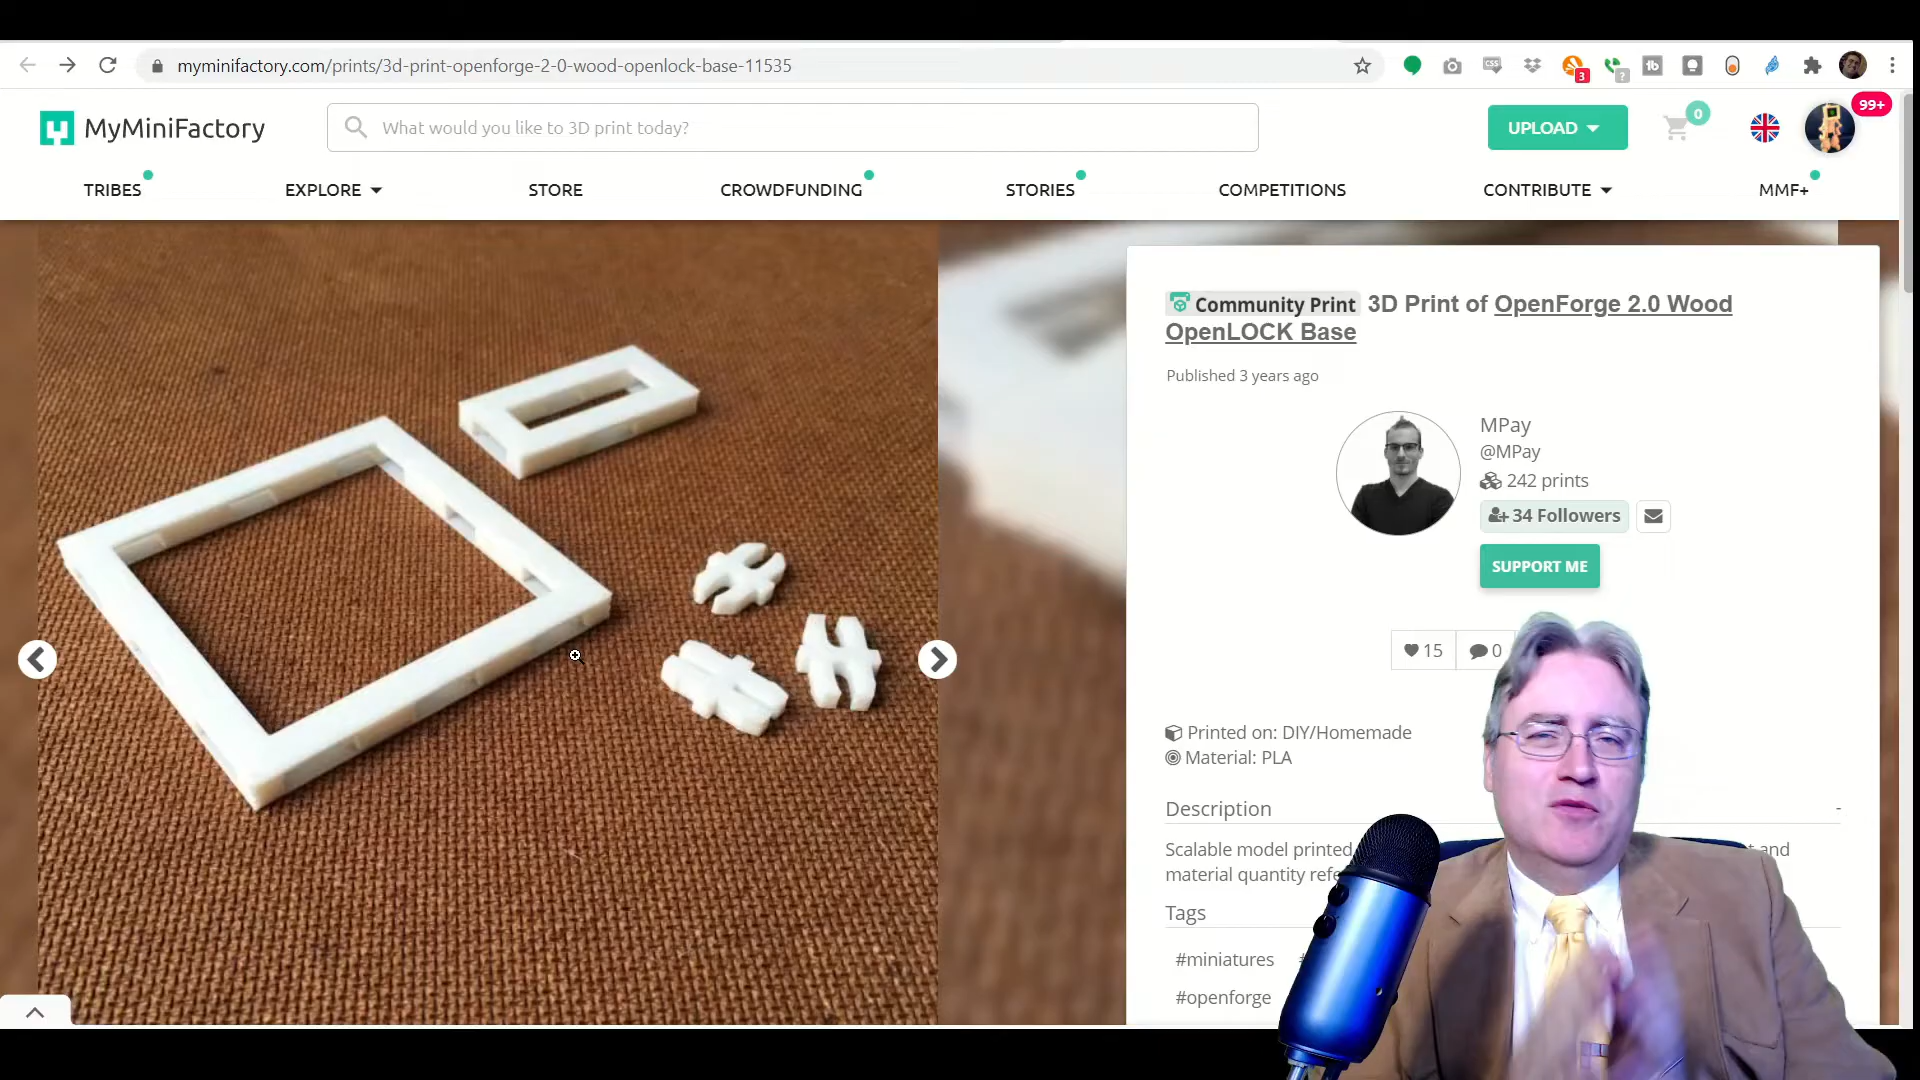 myminifactory.com/prints/3d-print-openforge-2-0-wood-openlock-base-11535
CSS
3
?
tb
MyMiniFactory
What would you like to 3D print today?
UPLOAD
0
99+
TRIBES
EXPLORE
STORE
CROWDFUNDING
STORIES
COMPETITIONS
CONTRIBUTE
MMF+
Community Print 3D Print of OpenForge 2.0 Wood
OpenLOCK Base
Published 3 years ago
MPay
@MPay
242 prints
34 Followers
SUPPORT ME
15
0
Printed on: DIY/Homemade
Material: PLA
Description
-
Scalable model printed and
material quantity
Tags
#miniatures
#openforge